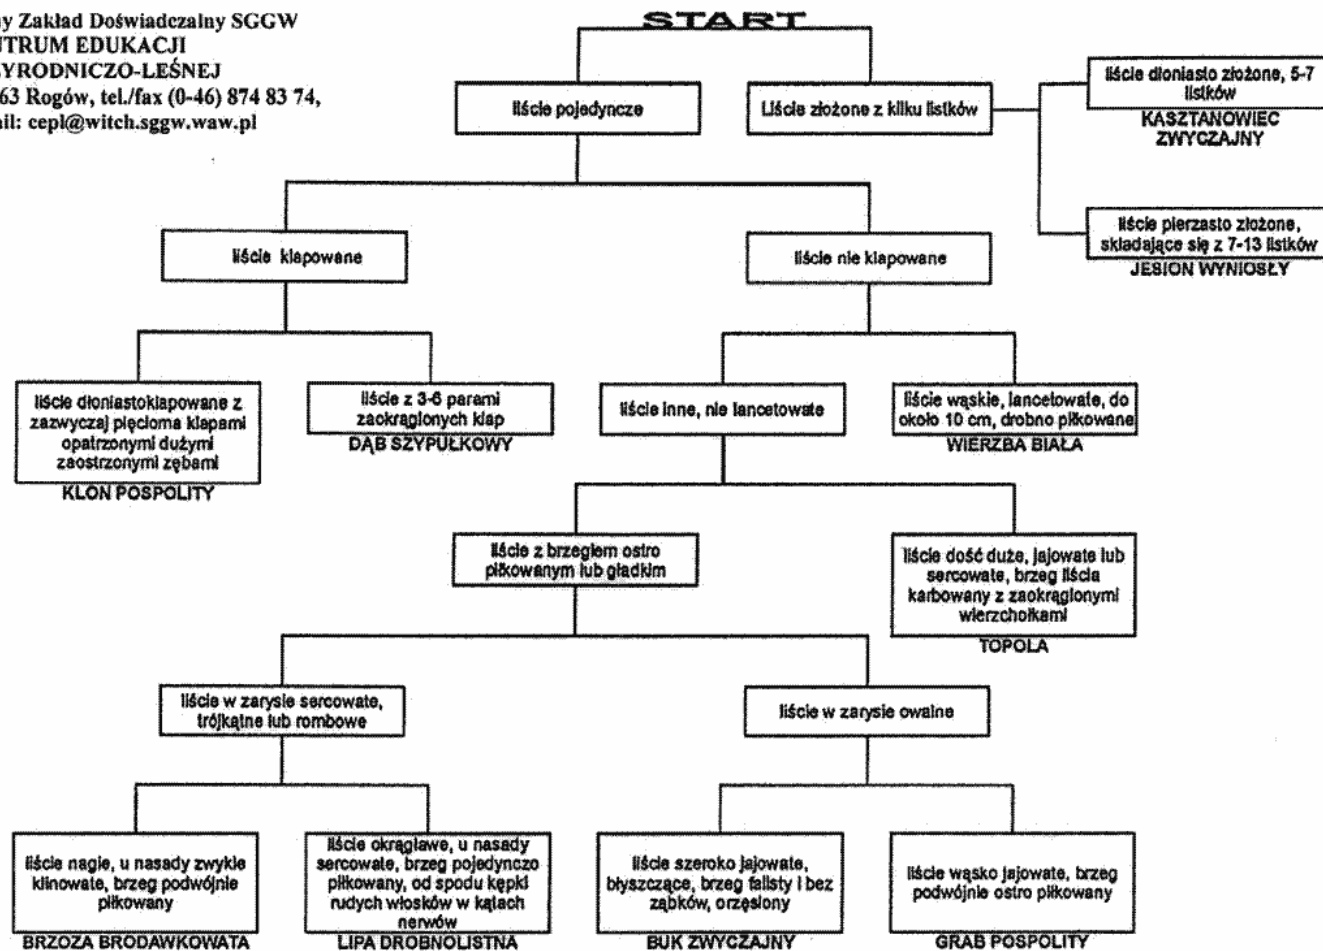 ny Zakład Doświadczalny SGGW
TRUM EDUKACJI
YRODNICZO-LEŚNEJ
63 Rogów, tel./fax (0-46) 874 83 74,
ail: cepl@witch.sggw.waw.pl
START
liście pojedyncze
Liście złożone z kilku listków
liście dłoniasto złożone, 5-7
listków
KASZTANOWIEC
ZWYCZAJNY
liście pierzasto złożone,
składające się z 7-13 listków
JESION WYNIOSŁY
liście klapowane
liście nie klapowane
liście dłoniastoklapowane z
zazwyczaj pięcioma klapami
opatrzonymi dużymi
zaostrzonymi zębami
KLON POSPOLITY
liście z 3-6 parami
zaokrąglonych klap
DĄB SZYPUŁKOWY
liście inne, nie lancetowate
liście wąskie, lancetowate, do
około 10 cm, drobno piłkowane
WIERZBA BIAŁA
liście z brzegiem ostro
piłkowanym lub gładkim
liście dość duże, jajowate lub
sercowate, brzeg liścia
karbowany z zaokrąglonymi
wierzchołkami
TOPOLA
liście w zarysie sercowate,
trójkątne lub rombowe
liście w zarysie owalne
liście nagie, u nasady zwykle
klinowate, brzeg podwójnie
piłkowany
BRZOZA BRODAWKOWATA
liście okrągławe, u nasady
sercowate, brzeg pojedynczo
piłkowany, od spodu kępki
rudych włosków w kątach
nerwów
LIPA DROBNOLISTNA
liście szeroko jajowate,
błyszczące, brzeg falisty i bez
ząbków, orzęsiony
BUK ZWYCZAJNY
liście wąsko jajowate, brzeg
podwójnie ostro piłkowany
GRAB POSPOLITY